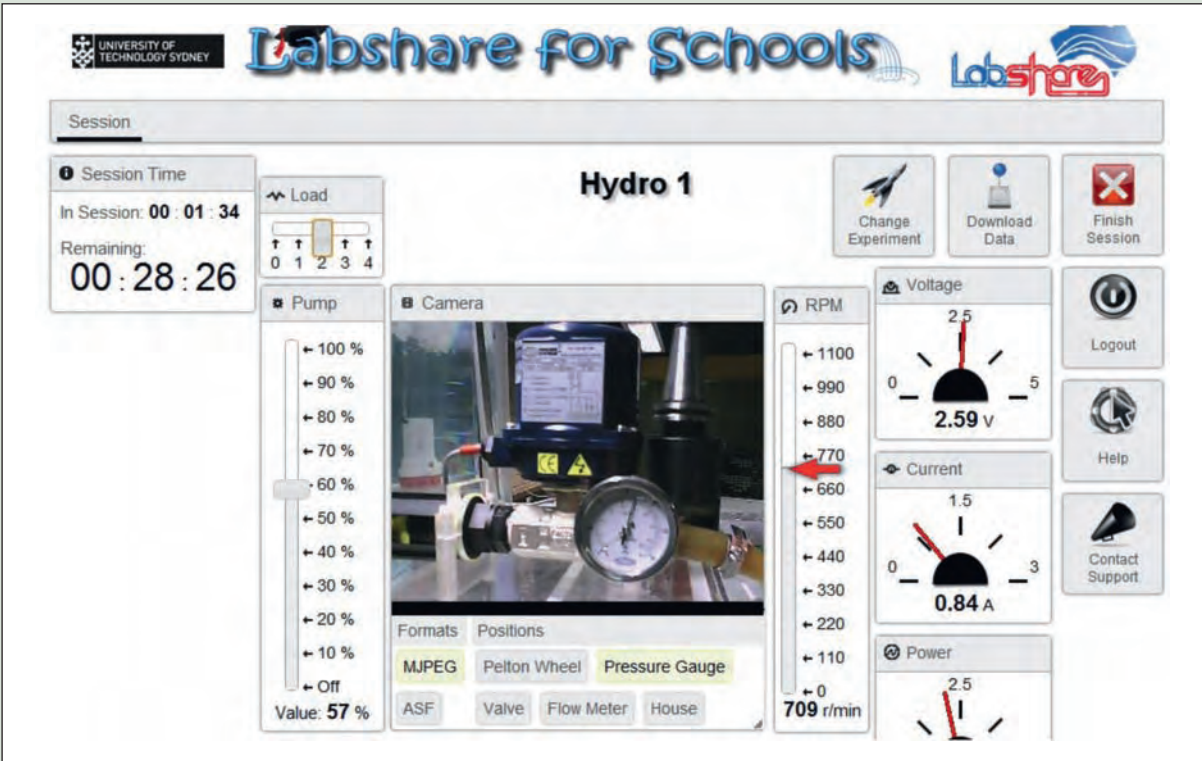 UNIVERSITY OF
TECHNOLOGY SYDNEY
Labshare for Schools
Labshare
Session
Session Time
In Session: 00 : 01 : 34
Remaining:
00 : 28 : 26
Load
0 1 2 3 4
Hydro 1
Change
Experiment
Download
Data
Finish
Session
Pump
100 %
90 %
80 %
70 %
60 %
50 %
40 %
30 %
20 %
10 %
Off
Value: 57 %
Camera
CE
Formats Positions
MJPEG Pelton Wheel Pressure Gauge
ASF Valve Flow Meter House
RPM
1100
990
880
770
660
550
440
330
220
110
0
709 r/min
Voltage
2.5
0 5
2.59 V
Current
1.5
0 3
0.84 A
Power
2.5
Logout
Help
Contact
Support